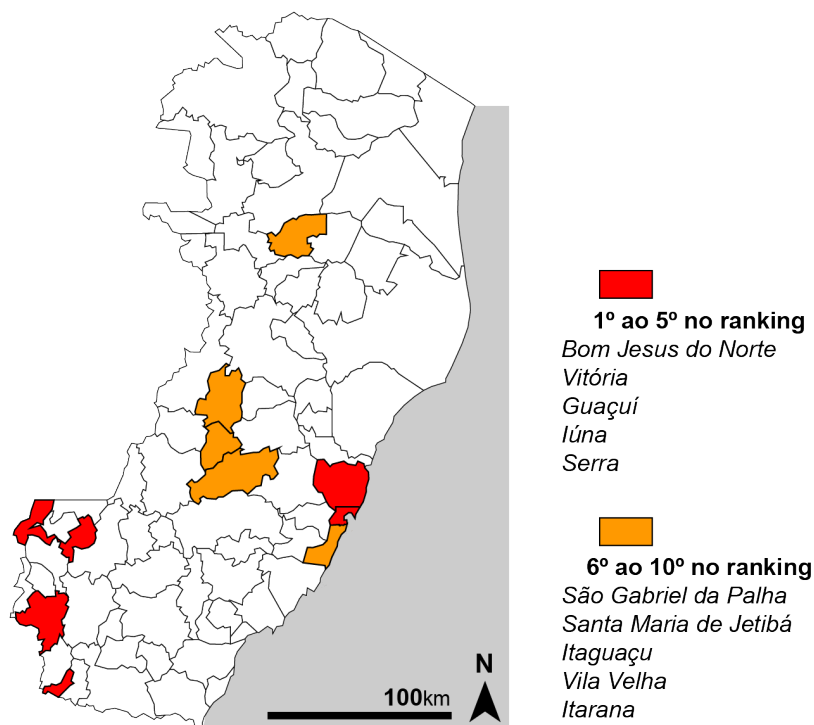 1º ao 5º no ranking
Bom Jesus do Norte
Vitória
Guaçuí
Iúna
Serra
6º ao 10º no ranking
São Gabriel da Palha
Santa Maria de Jetibá
Itaguaçu
Vila Velha
Itarana
N
100km